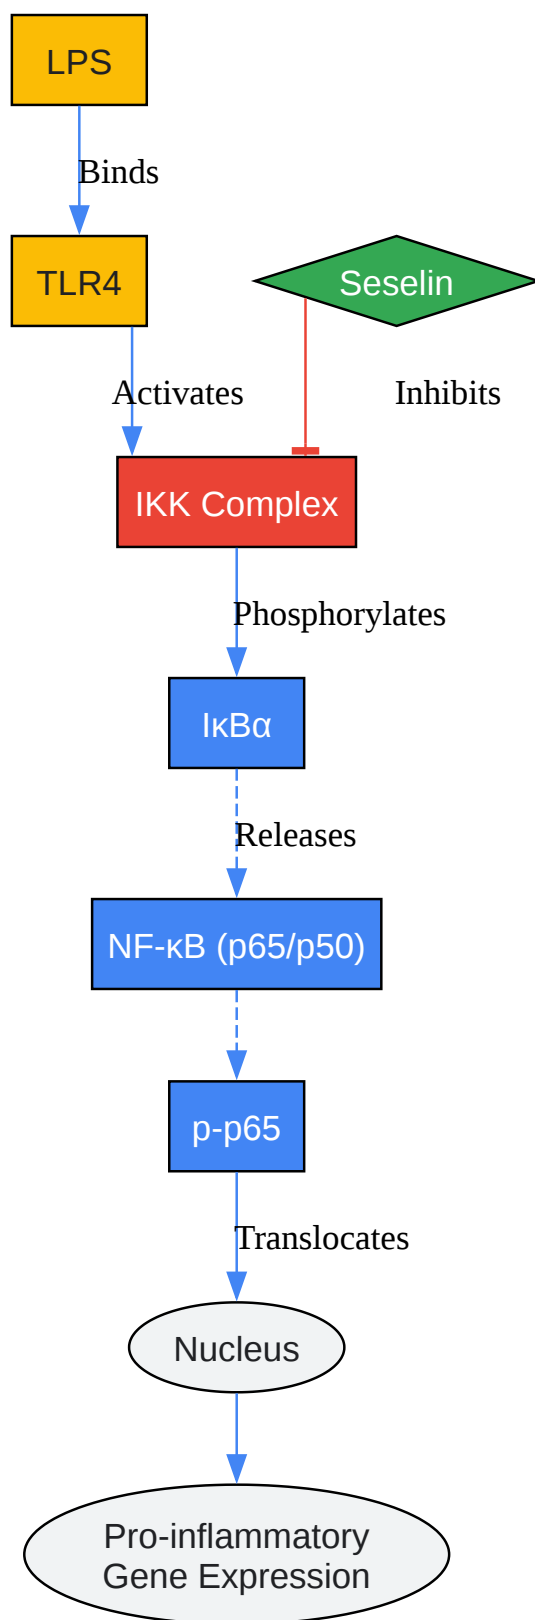 LPS
Binds
TLR4
Seselin
Activates
Inhibits
IKK Complex
Phosphorylates
IκBα
Releases
NF-κB (p65/p50)
p-p65
Translocates
Nucleus
Pro-inflammatory
Gene Expression